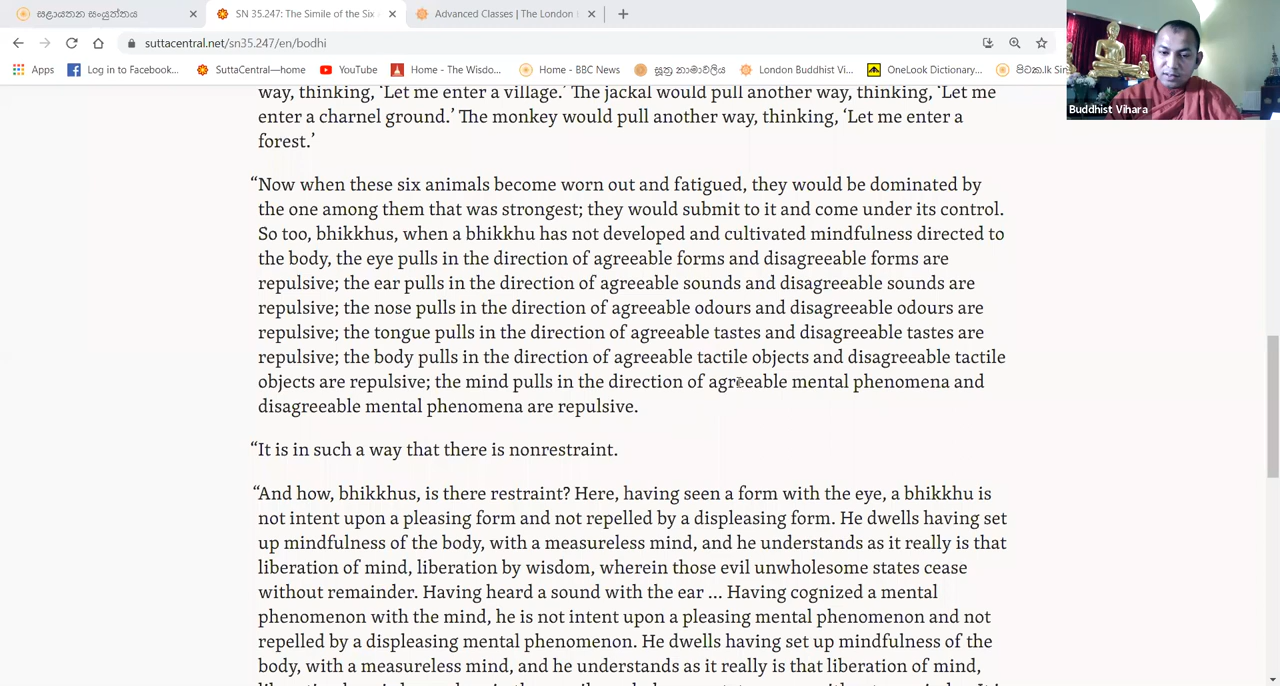 සළායතන සංයුත්තය
SN 35.247: The Simile of the Six
Advanced Classes | The London
suttacentral.net/sn35.247/en/bodhi
Apps
Log in to Facebook...
SuttaCentral—home
YouTube
Home - The Wisdo...
Home - BBC News
සූත්‍ර නාමාවලිය
London Buddhist Vi...
OneLook Dictionary...
පිටක.lk
Buddhist Vihara
way, thinking, ‘Let me enter a village.’ The jackal would pull another way, thinking, ‘Let me
enter a charnel ground.’ The monkey would pull another way, thinking, ‘Let me enter a
forest.’
“Now when these six animals become worn out and fatigued, they would be dominated by
the one among them that was strongest; they would submit to it and come under its control.
So too, bhikkhus, when a bhikkhu has not developed and cultivated mindfulness directed to
the body, the eye pulls in the direction of agreeable forms and disagreeable forms are
repulsive; the ear pulls in the direction of agreeable sounds and disagreeable sounds are
repulsive; the nose pulls in the direction of agreeable odours and disagreeable odours are
repulsive; the tongue pulls in the direction of agreeable tastes and disagreeable tastes are
repulsive; the body pulls in the direction of agreeable tactile objects and disagreeable tactile
objects are repulsive; the mind pulls in the direction of agreeable mental phenomena and
disagreeable mental phenomena are repulsive.
“It is in such a way that there is nonrestraint.
“And how, bhikkhus, is there restraint? Here, having seen a form with the eye, a bhikkhu is
not intent upon a pleasing form and not repelled by a displeasing form. He dwells having set
up mindfulness of the body, with a measureless mind, and he understands as it really is that
liberation of mind, liberation by wisdom, wherein those evil unwholesome states cease
without remainder. Having heard a sound with the ear … Having cognized a mental
phenomenon with the mind, he is not intent upon a pleasing mental phenomenon and not
repelled by a displeasing mental phenomenon. He dwells having set up mindfulness of the
body, with a measureless mind, and he understands as it really is that liberation of mind,